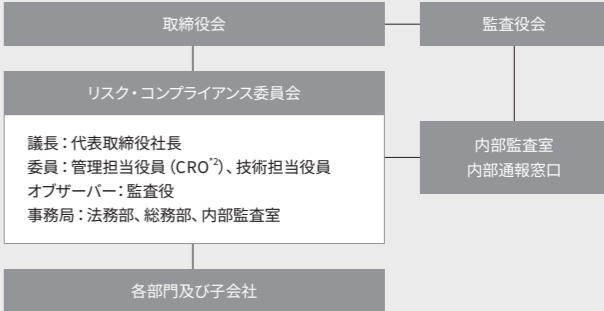 取締役会
監査役会
リスク・コンプライアンス委員会
議長：代表取締役社長
委員：管理担当役員（CRO*2）、技術担当役員
オブザーバー：監査役
事務局：法務部、総務部、内部監査室
内部監査室
内部通報窓口
各部門及び子会社